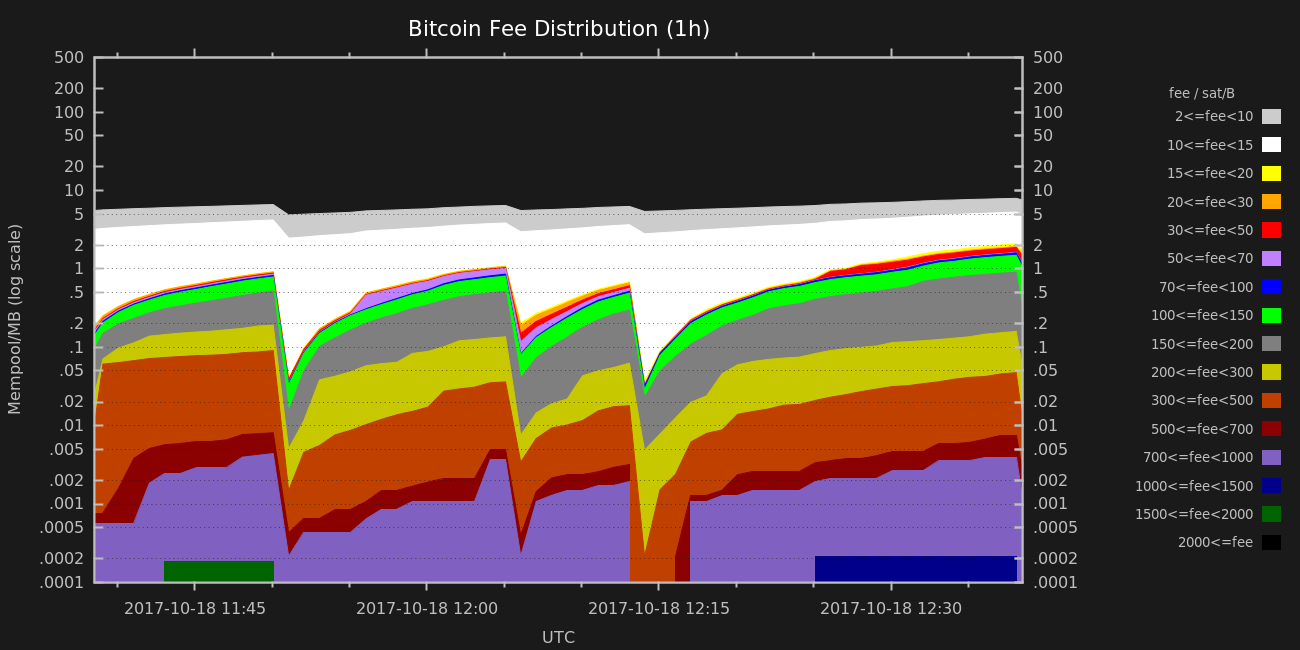 Bitcoin Fee Distribution (1h)
Mempool/MB (log scale)
500
200
100
50
20
10
5
2
1
.5
.2
.1
.05
.02
.01
.005
.002
.001
.0005
.0002
.0001
500
200
100
50
20
10
5
2
1
.5
.2
.1
.05
.02
.01
.005
.002
.001
.0005
.0002
.0001
2017-10-18 11:45
2017-10-18 12:00
2017-10-18 12:15
2017-10-18 12:30
UTC
fee / sat/B
2<=fee<10
10<=fee<15
15<=fee<20
20<=fee<30
30<=fee<50
50<=fee<70
70<=fee<100
100<=fee<150
150<=fee<200
200<=fee<300
300<=fee<500
500<=fee<700
700<=fee<1000
1000<=fee<1500
1500<=fee<2000
2000<=fee